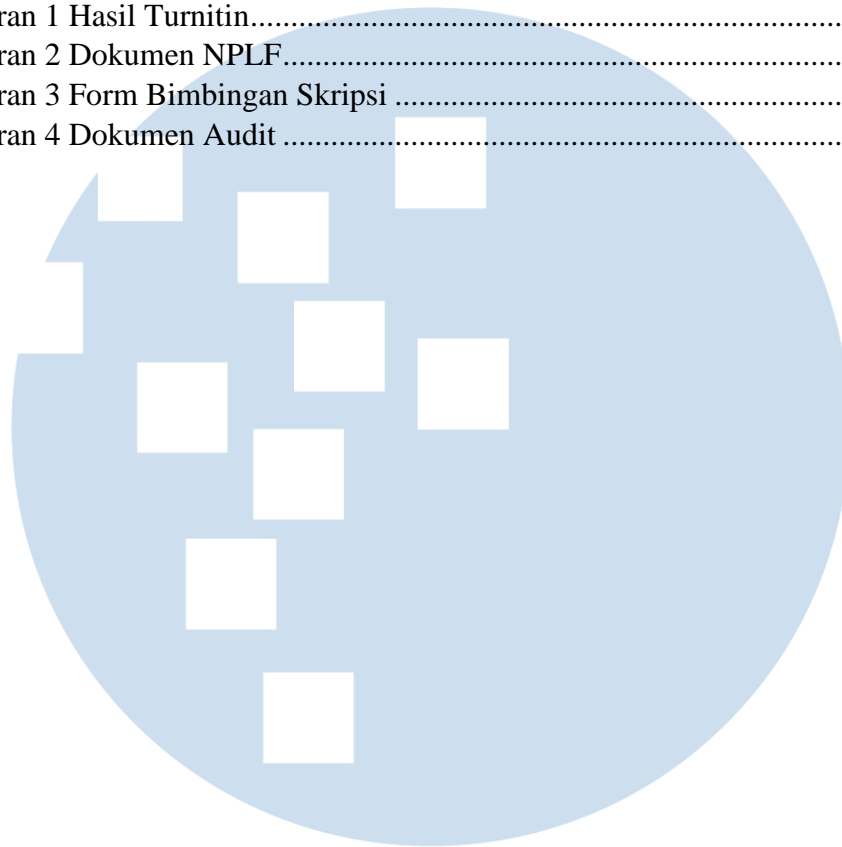 ran 1 Hasil Turnitin......................................................................
ran 2 Dokumen NPLF......................................................................
ran 3 Form Bimbingan Skripsi ........................................................
ran 4 Dokumen Audit ......................................................................